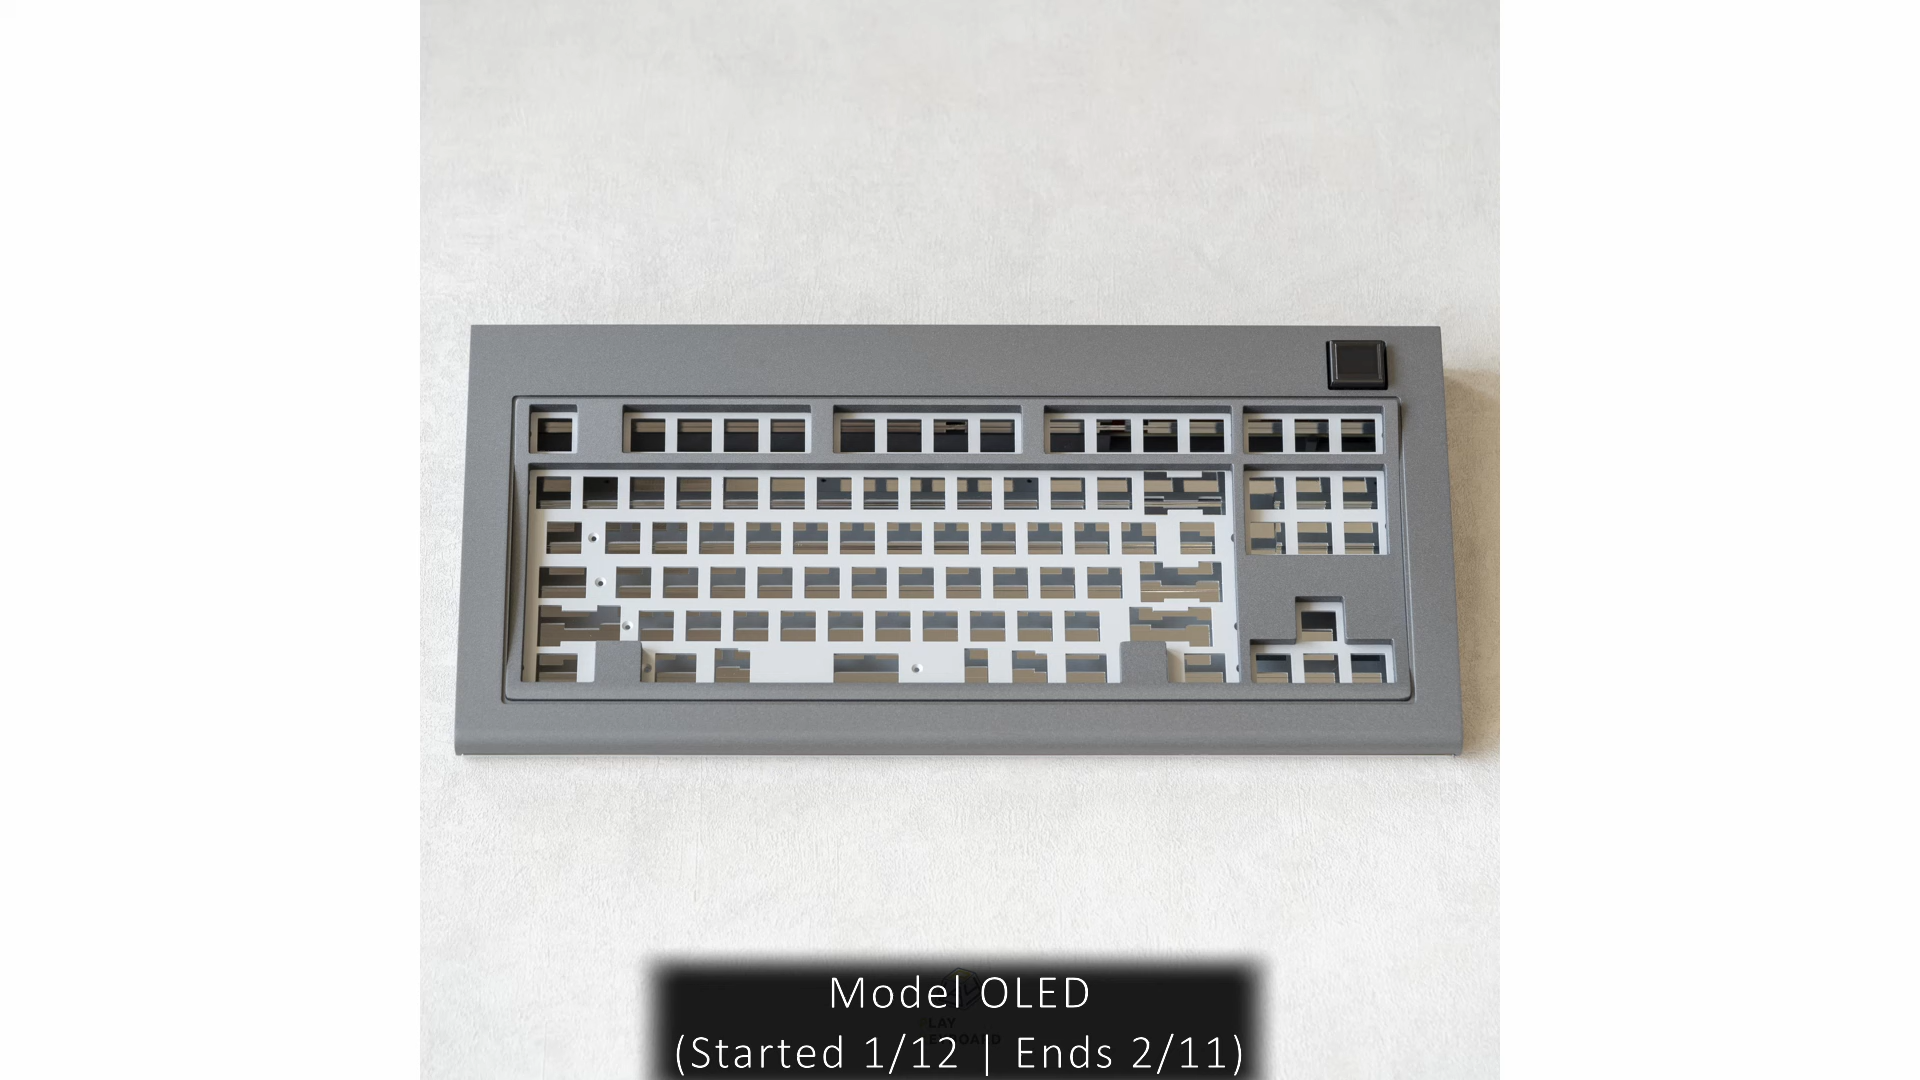 Model OLED
(Started 1/12 | Ends 2/11)